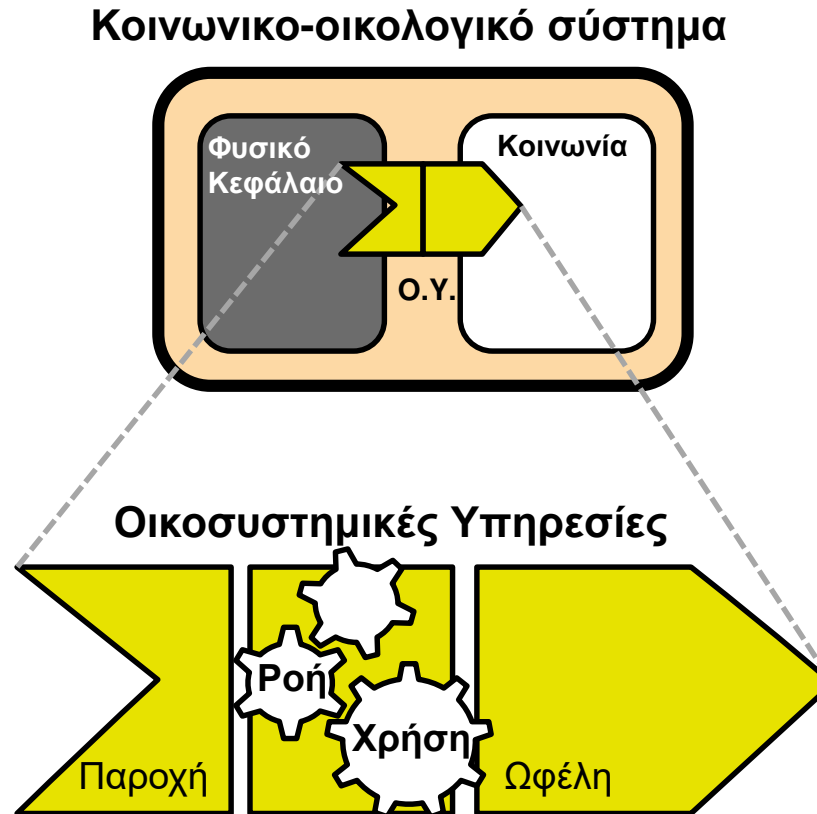 Κοινωνικο-οικολογικό σύστημα
Φυσικό
Κεφάλαιο
Κοινωνία
Ο.Υ.
Οικοσυστημικές Υπηρεσίες
Ροή
Χρήση
Παροχή
Ωφέλη